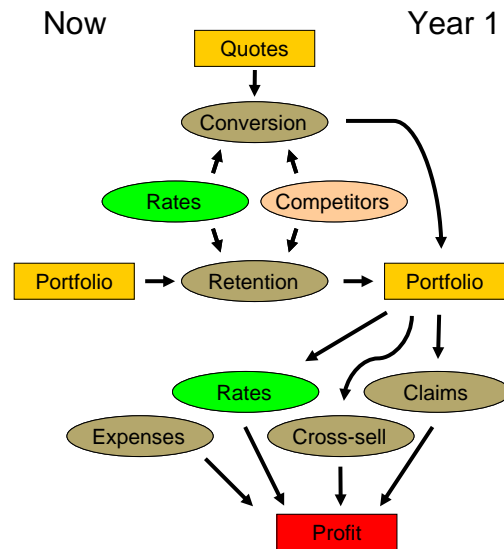 Now
Year 1
Quotes
Conversion
Rates
Competitors
Portfolio
Retention
Portfolio
Rates
Claims
Expenses
Cross-sell
Profit